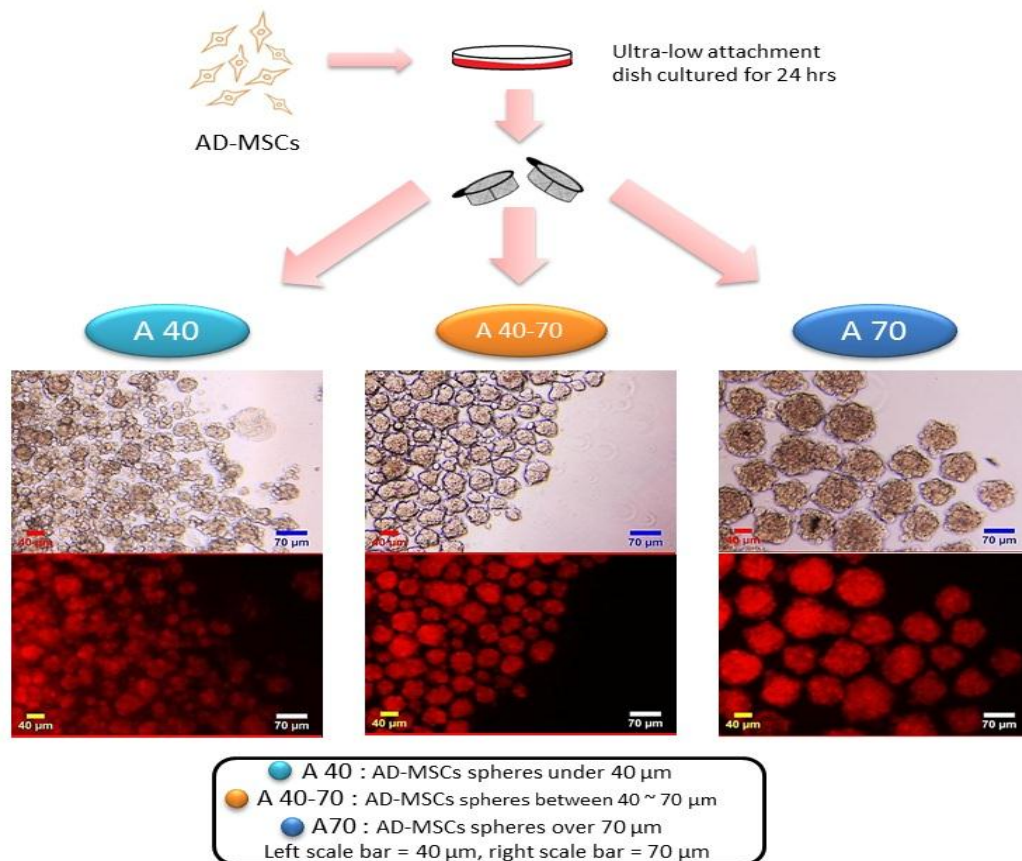 Ultra-low attachment
dish cultured for 24 hrs
AD-MSCs
A 40
A 40-70
A 70
40 μm
70 μm
40 μm
70 μm
40 μm
70 μm
40 μm
70 μm
40 μm
70 μm
40 μm
70 μm
A 40 : AD-MSCs spheres under 40 μm
A 40-70 : AD-MSCs spheres between 40 ~ 70 μm
A70 : AD-MSCs spheres over 70 μm
Left scale bar = 40 μm, right scale bar = 70 μm